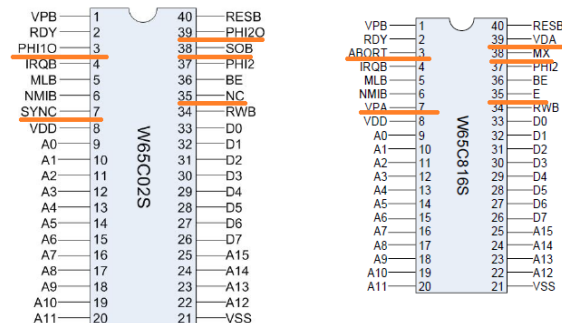 VPB 1 40 RESB
RDY 2 39 PHI2O
PHI1O 3 38 SOB
IRQB 4 37 PHI2
MLB 5 36 BE
NMIB 6 35 NC
SYNC 7 34 RWB
VDD 8 33 D0
A0 9 32 D1
A1 10 31 D2
A2 11 30 D3
A3 12 29 D4
A4 13 28 D5
A5 14 27 D6
A6 15 26 D7
A7 16 25 A15
A8 17 24 A14
A9 18 23 A13
A10 19 22 A12
A11 20 21 VSS
W65C02S
VPB 1 40 RESB
RDY 2 39 VDA
ABORT 3 38 MX
IRQB 4 37 PHI2
MLB 5 36 BE
NMIB 6 35 E
VPA 7 34 RWB
VDD 8 33 D0
A0 9 32 D1
A1 10 31 D2
A2 11 30 D3
A3 12 29 D4
A4 13 28 D5
A5 14 27 D6
A6 15 26 D7
A7 16 25 A15
A8 17 24 A14
A9 18 23 A13
A10 19 22 A12
A11 20 21 VSS
W65C816S